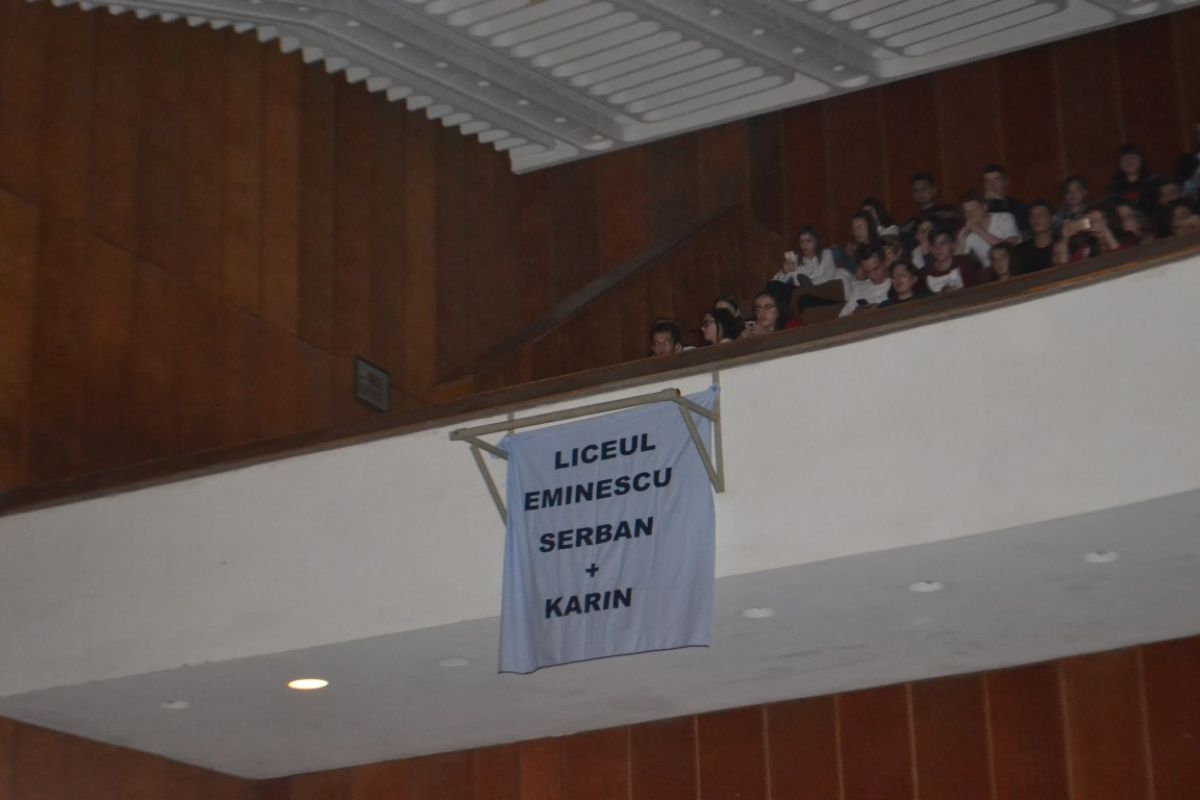 LICEUL
EMINESCU
SERBAN
+
KARIN